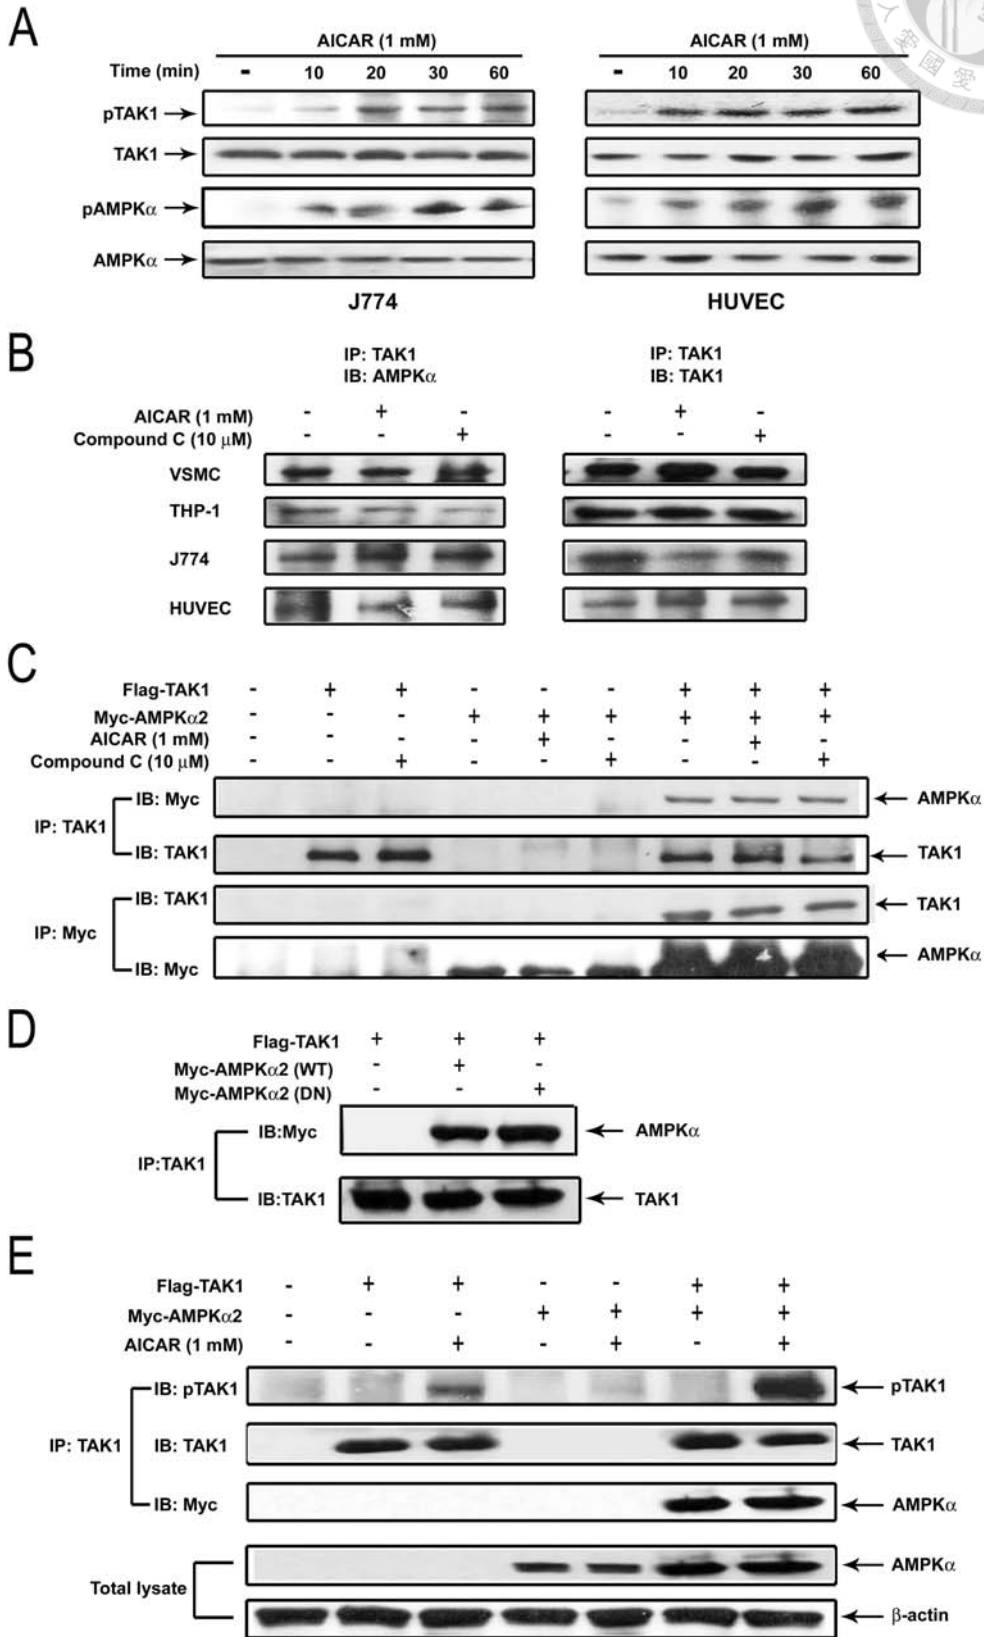 A
AICAR (1 mM) AICAR (1 mM)
Time (min) - 10 20 30 60 - 10 20 30 60
pTAK1
TAK1
pAMPKα
AMPKα
J774 HUVEC
B
IP: TAK1 IP: TAK1
IB: AMPKα IB: TAK1
AICAR (1 mM) - + - - + -
Compound C (10 μM) - - + - - +
VSMC
THP-1
J774
HUVEC
C
Flag-TAK1 - + + - - - + + +
Myc-AMPKα2 - - - + + + + + +
AICAR (1 mM) - - - - + - - + -
Compound C (10 μM) - - + - - + - - +
IB: Myc AMPKα
IP: TAK1
IB: TAK1 TAK1
IB: TAK1 TAK1
IP: Myc
IB: Myc AMPKα
D
Flag-TAK1 + + +
Myc-AMPKα2 (WT) - + -
Myc-AMPKα2 (DN) - - +
IB:Myc AMPKα
IP:TAK1
IB:TAK1 TAK1
E
Flag-TAK1 - + + - - + +
Myc-AMPKα2 - - - + + + +
AICAR (1 mM) - - + - + - +
IB: pTAK1 pTAK1
IP: TAK1 IB: TAK1 TAK1
IB: Myc AMPKα
AMPKα
Total lysate
β-actin
人 愛 國 愛